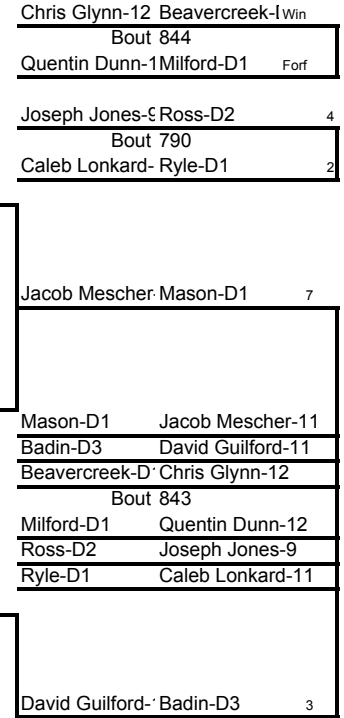 Chris Glynn-12 Beavercreek- Win
Bout 844
Quentin Dunn-1 Milford-D1 Forf
Joseph Jones-9 Ross-D2 4
Bout 790
Caleb Lonkard- Ryle-D1 2
Jacob Mescher- Mason-D1 7
Mason-D1 Jacob Mescher-11
Badin-D3 David Guilford-11
Beavercreek-D1 Chris Glynn-12
Bout 843
Milford-D1 Quentin Dunn-12
Ross-D2 Joseph Jones-9
Ryle-D1 Caleb Lonkard-11
David Guilford-1 Badin-D3 3